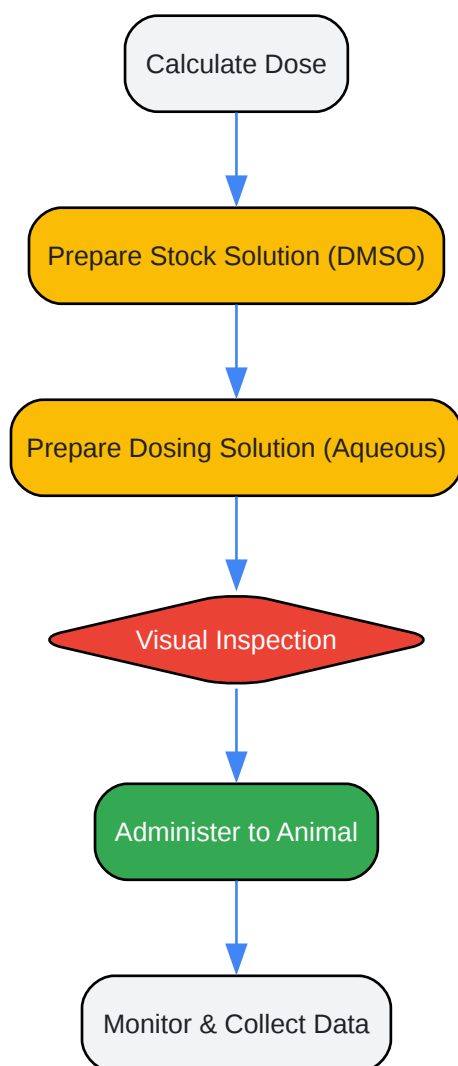 Calculate Dose
Prepare Stock Solution (DMSO)
Prepare Dosing Solution (Aqueous)
Visual Inspection
Administer to Animal
Monitor & Collect Data